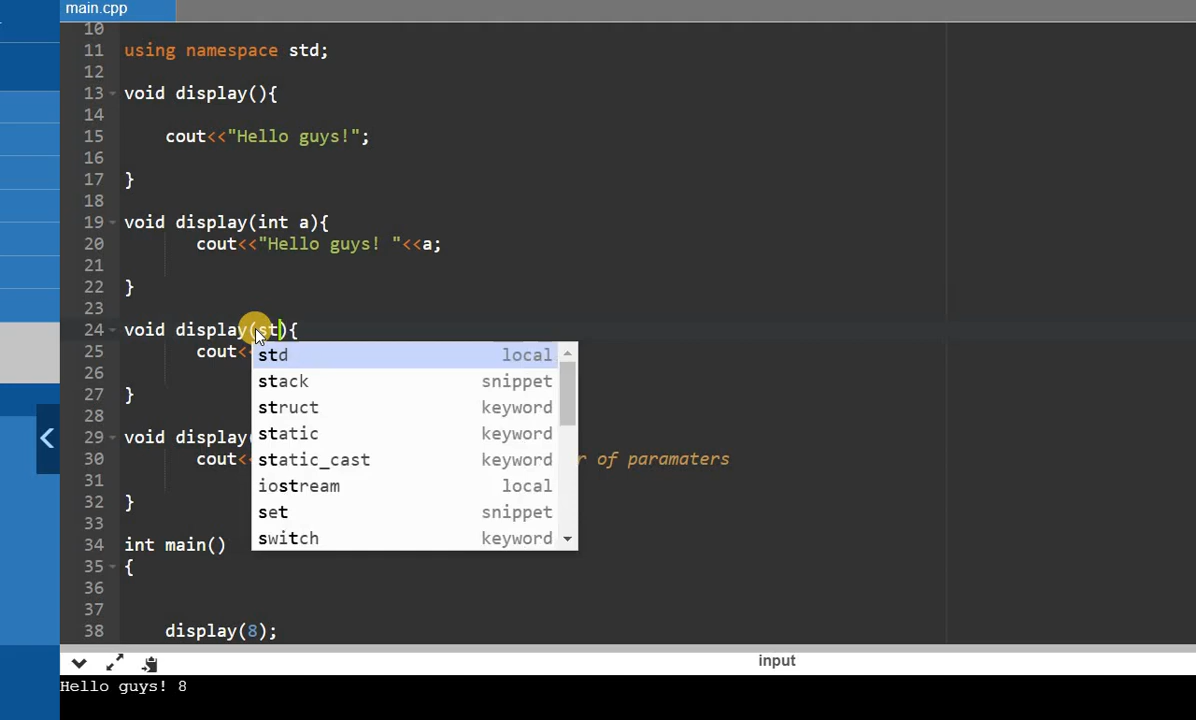 main.cpp
10
11 using namespace std;
12
13 void display(){
14
15 cout<<"Hello guys!";
16
17 }
18
19 void display(int a){
20 cout<<"Hello guys! "<<a;
21
22 }
23
24 void display(st){
25 cout<
std local
26
stack snippet
27 }
struct keyword
28
static keyword
29 void display(
static_cast keyword
30 cout< r of paramaters
31
iostream local
32 }
set snippet
33
switch keyword
34 int main()
35 {
36
37
38 display(8);
input
Hello guys! 8